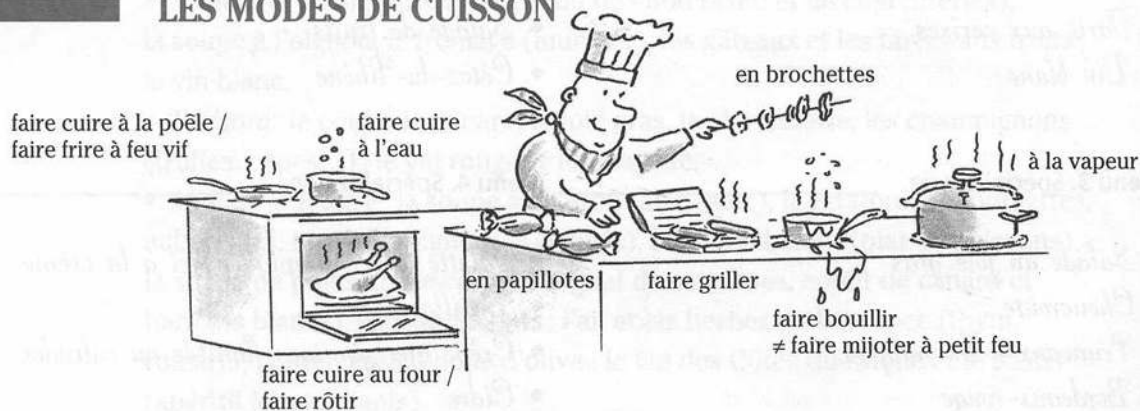 LES MODES DE CUISSON
en brochettes
faire cuire à la poêle /
faire frire à feu vif
faire cuire
à l'eau
à la vapeur
en papillotes
faire griller
faire bouillir
≠ faire mijoter à petit feu
faire cuire au four /
faire rôtir